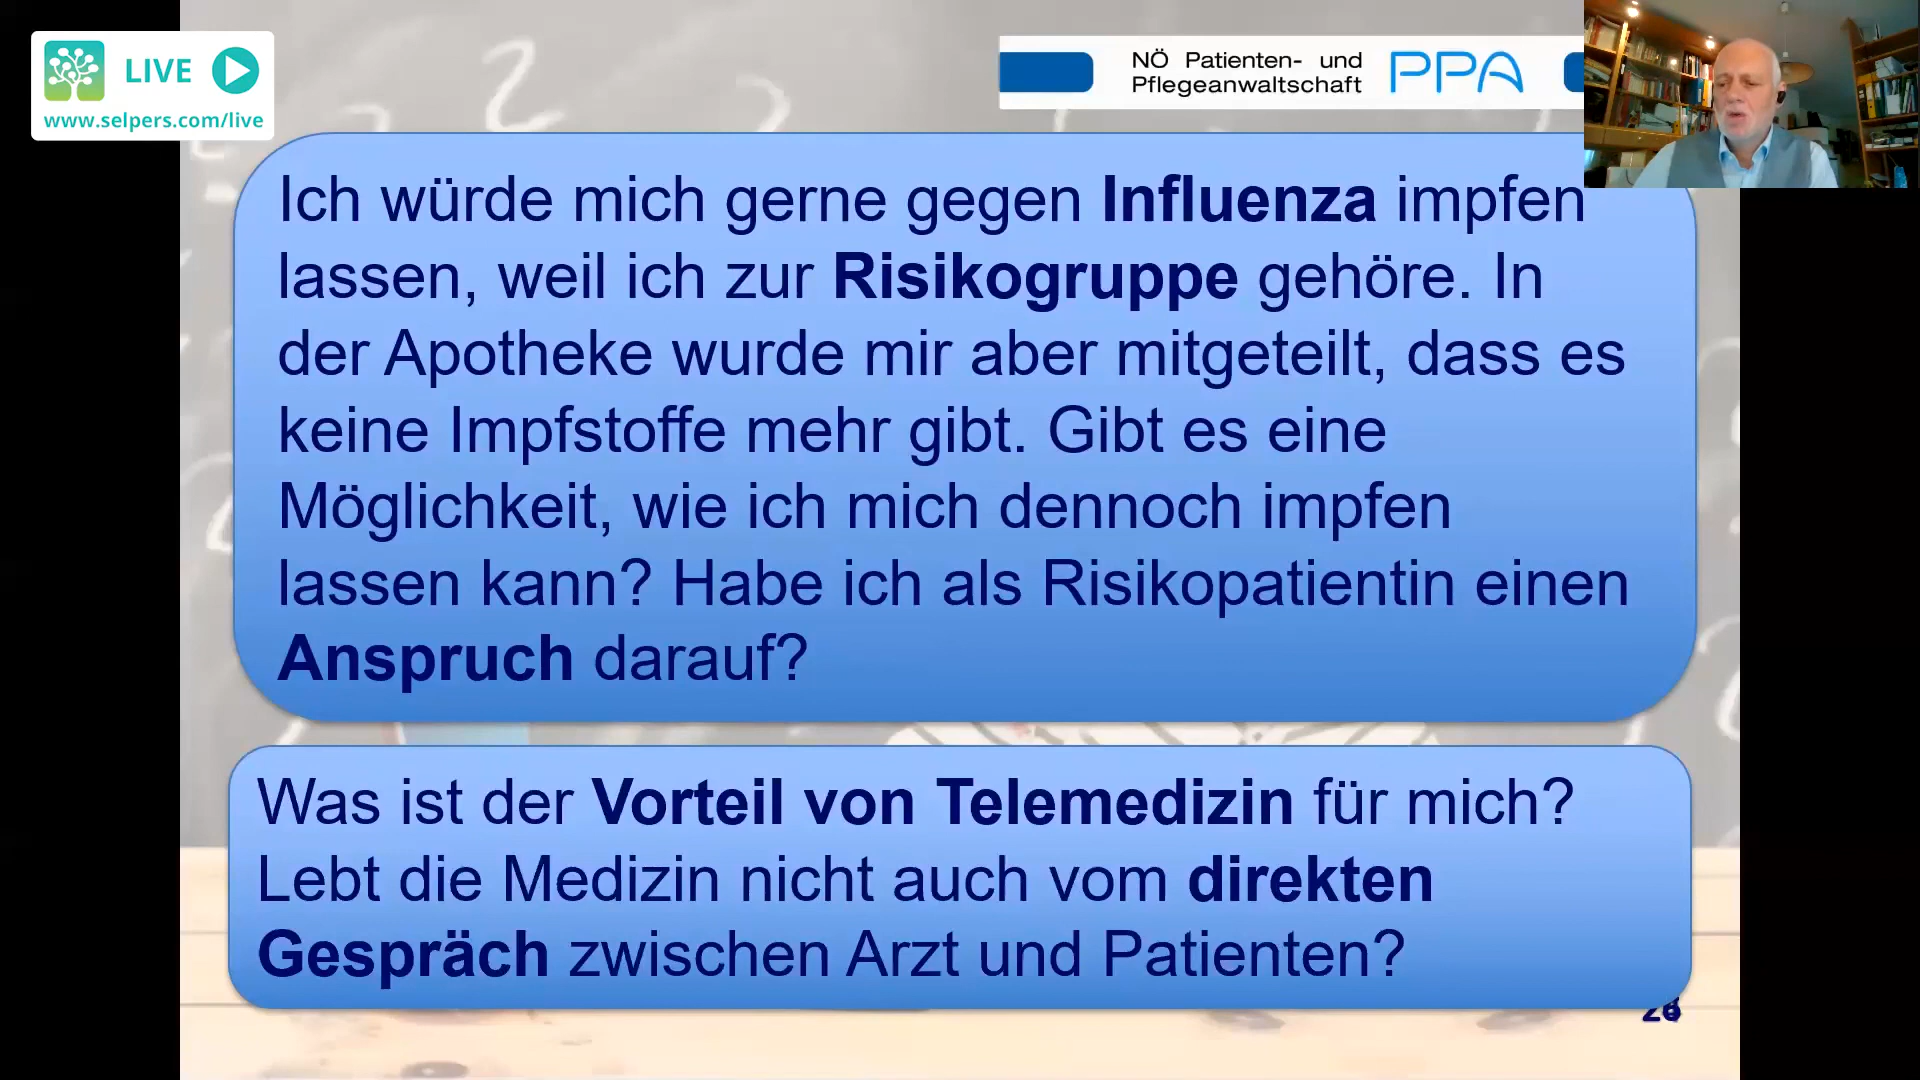 LIVE
www.selpers.com/live
NÖ Patienten- und
Pflegeanwaltschaft
PPA
Ich würde mich gerne gegen Influenza impfen
lassen, weil ich zur Risikogruppe gehöre. In
der Apotheke wurde mir aber mitgeteilt, dass es
keine Impfstoffe mehr gibt. Gibt es eine
Möglichkeit, wie ich mich dennoch impfen
lassen kann? Habe ich als Risikopatientin einen
Anspruch darauf?
Was ist der Vorteil von Telemedizin für mich?
Lebt die Medizin nicht auch vom direkten
Gespräch zwischen Arzt und Patienten?